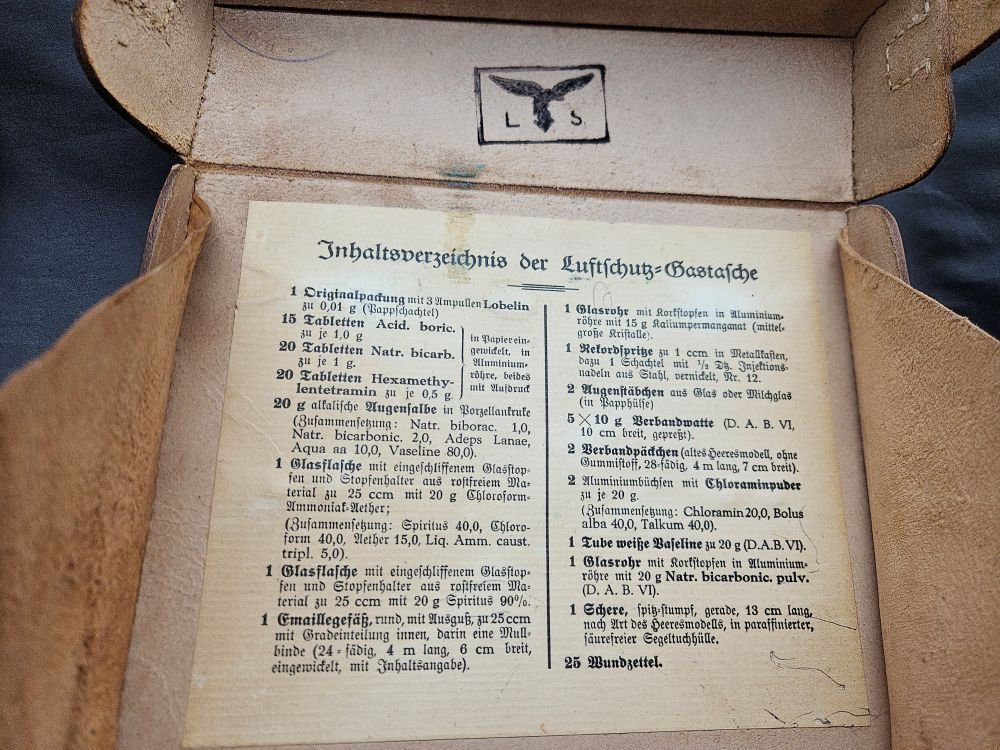 L S
Inhaltsverzeichnis der Luftschutz-Gastasche
1 Originalpackung mit 3 Ampullen Lobelin
zu 0,01 g (Pappschachtel)
15 Tabletten Acid. boric.
zu je 1,0 g
20 Tabletten Natr. bicarb.
zu je 1 g.
20 Tabletten Hexamethy-
lentetramin zu je 0,5 g.
in Papier ein-
gewickelt, in
Aluminium-
röhre, beides
mit Aufdruck
20 g alkalische Augensalbe in Porzellankruke
(Zusammensetzung: Natr. biborac. 1,0,
Natr. bicarbonic. 2,0, Adeps Lanae,
Aqua aa 10,0, Vaseline 80,0).
1 Glasflasche mit eingeschliffenem Glasstop-
fen und Stopfenhalter aus rostfreiem Ma-
terial zu 25 ccm mit 20 g Chloroform-
Ammoniak-Aether;
(Zusammensetzung: Spiritus 40,0, Chloro-
form 40,0, Aether 15,0, Liq. Amm. caust.
tripl. 5,0).
1 Glasflasche mit eingeschliffenem Glasstop-
fen und Stopfenhalter aus rostfreiem Ma-
terial zu 25 ccm mit 20 g Spiritus 90%.
1 Emaillegefäß, rund, mit Ausguß, zu 25 ccm
mit Gradeinteilung innen, darin eine Mull-
binde (24-fädig, 4 m lang, 6 cm breit,
eingewickelt, mit Inhaltsangabe).
1 Glasrohr mit Korkstopfen in Aluminium-
röhre mit 15 g Kaliumpermangamat (mittel-
große Kristalle).
1 Rekordspritze zu 1 ccm in Metallkasten,
dazu 1 Schachtel mit ½ Dtz. Injektions-
nadeln aus Stahl, vernickelt, Nr. 12.
2 Augenstäbchen aus Glas oder Milchglas
(in Papphülse)
5 × 10 g Verbandwatte (D. A. B. VI,
10 cm breit, gepreßt).
2 Verbandpäckchen (altes Heeresmodell, ohne
Gummistoff, 28-fädig, 4 m lang, 7 cm breit).
2 Aluminiumbüchsen mit Chloraminpuder
zu je 20 g.
(Zusammensetzung: Chloramin 20,0, Bolus
alba 40,0, Talkum 40,0).
1 Tube weiße Vaseline zu 20 g (D.A.B. VI).
1 Glasrohr mit Korkstopfen in Aluminium-
röhre mit 20 g Natr. bicarbonic. pulv.
(D. A. B. VI).
1 Schere, spitz-stumpf, gerade, 13 cm lang,
nach Art des Heeresmodells, in paraffinierter,
säurefreier Segeltuchhülle.
25 Wundzettel.